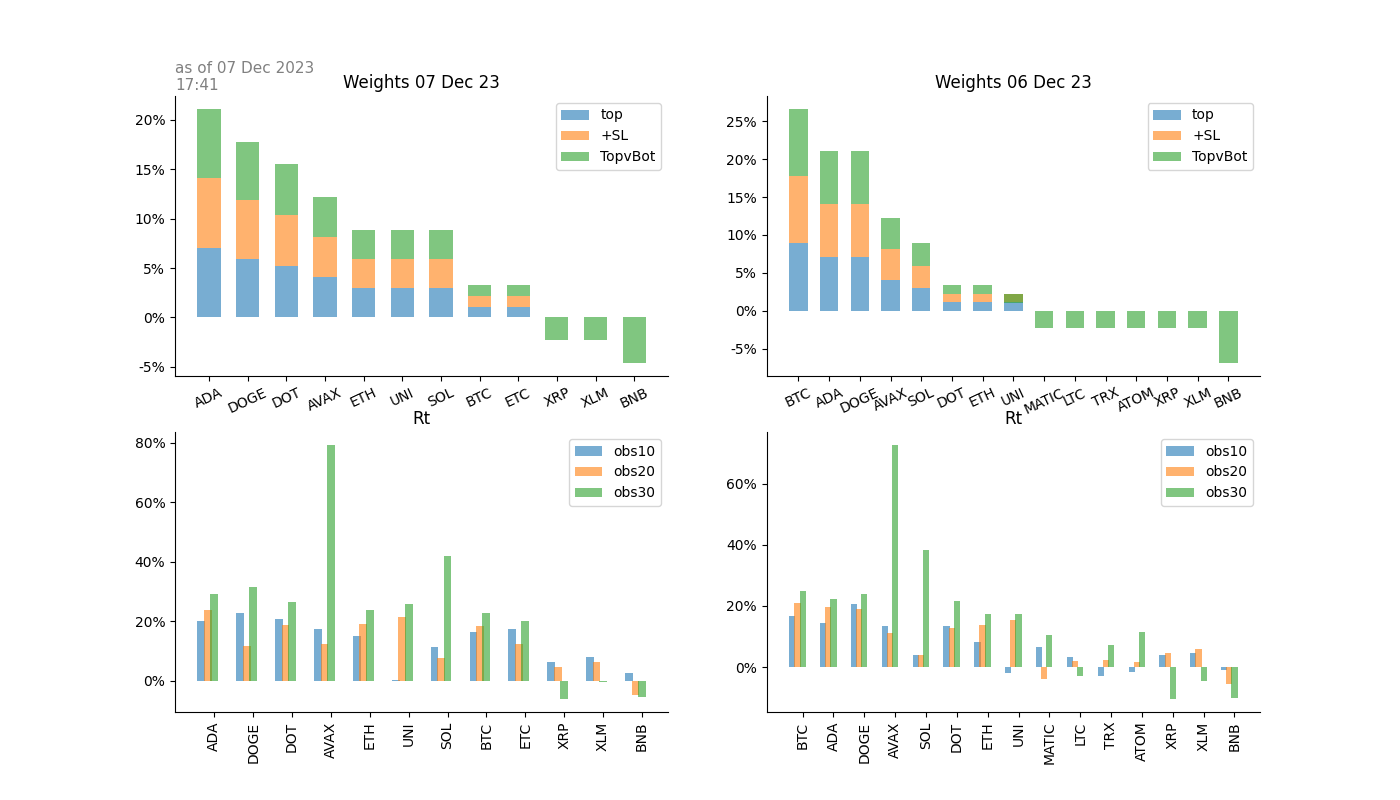 as of 07 Dec 2023
17:41
Weights 07 Dec 23
20%
15%
10%
5%
0%
-5%
top
+SL
TopvBot
ADA DOGE DOT AVAX ETH UNI SOL BTC ETC XRP XLM BNB
Weights 06 Dec 23
25%
20%
15%
10%
5%
0%
-5%
top
+SL
TopvBot
BTC ADA DOGE AVAX SOL DOT ETH UNI MATIC LTC TRX ATOM XRP XLM BNB
Rt
80%
60%
40%
20%
0%
obs10
obs20
obs30
ADA DOGE DOT AVAX ETH UNI SOL BTC ETC XRP XLM BNB
Rt
60%
40%
20%
0%
obs10
obs20
obs30
BTC ADA DOGE AVAX SOL DOT ETH UNI MATIC LTC TRX ATOM XRP XLM BNB